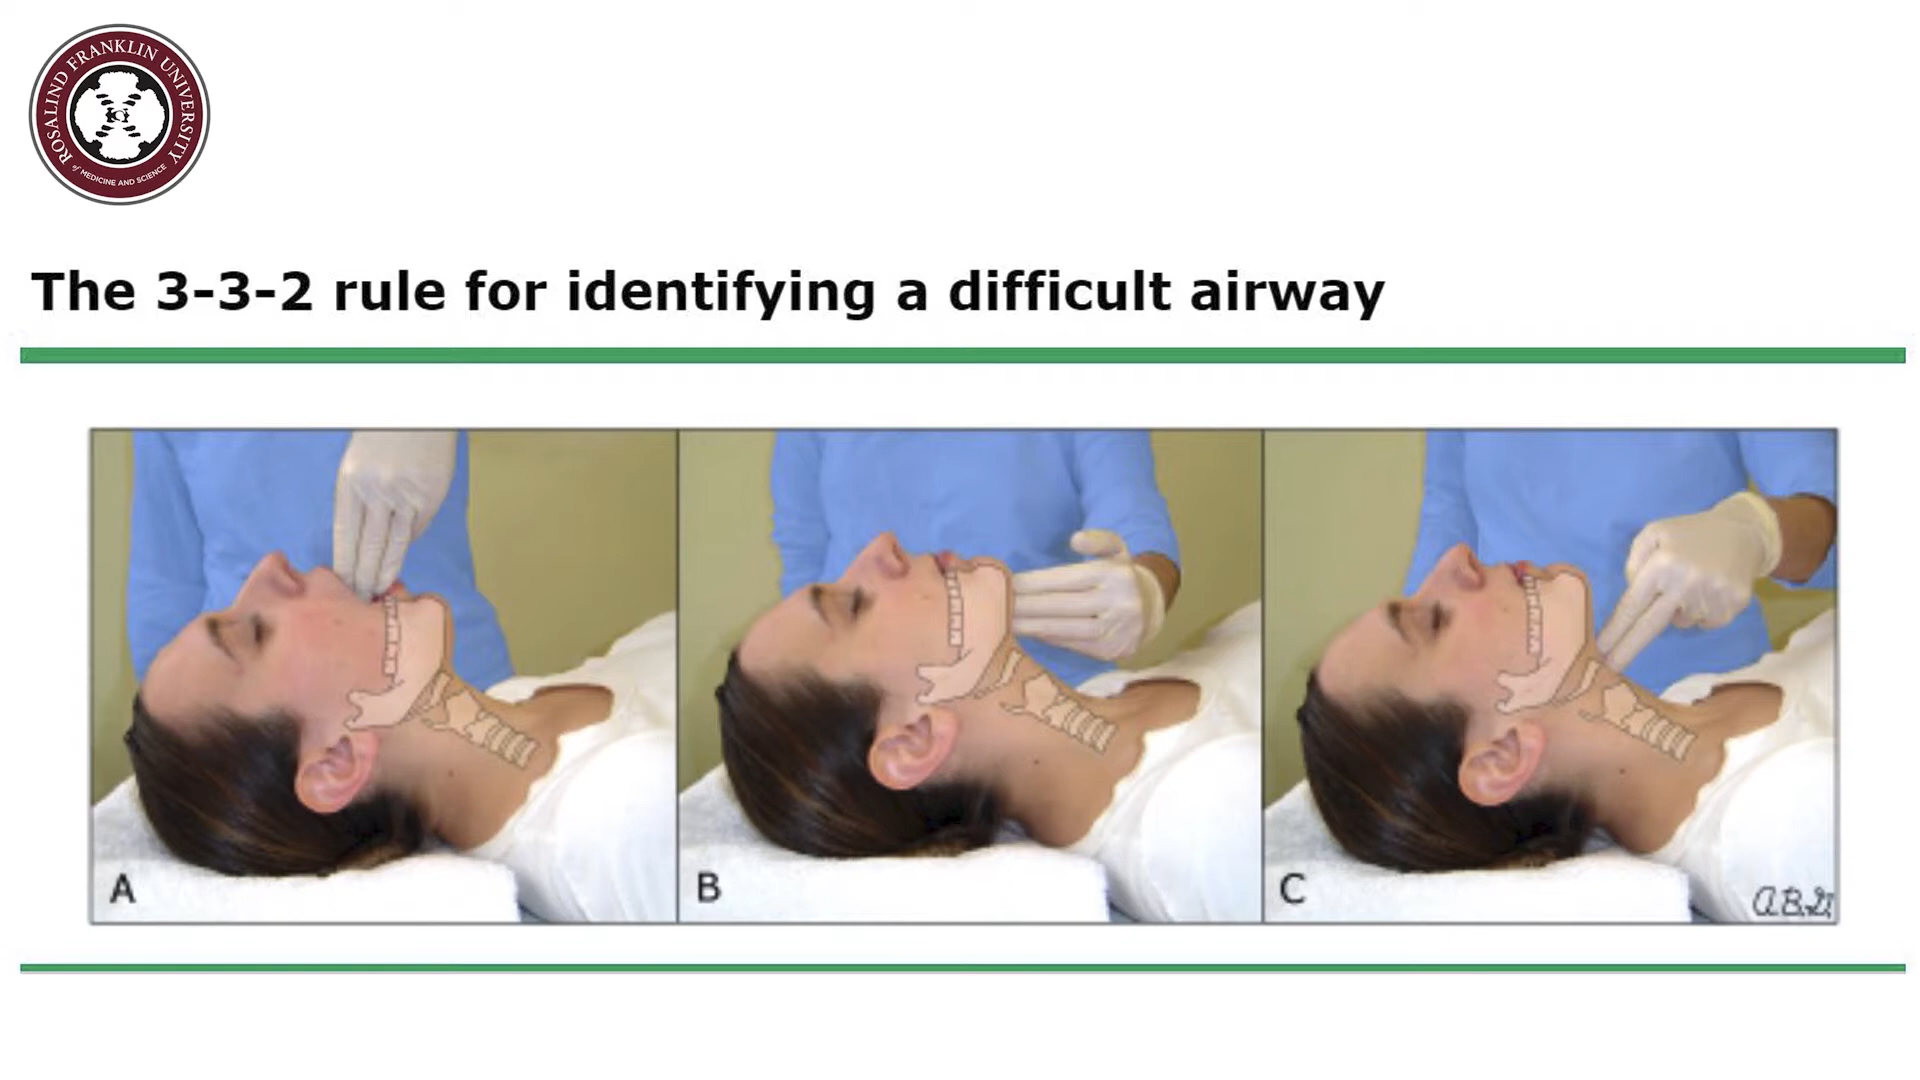 ROSALIND FRANKLIN UNIVERSITY
of MEDICINE AND SCIENCE
The 3-3-2 rule for identifying a difficult airway
A
B
C